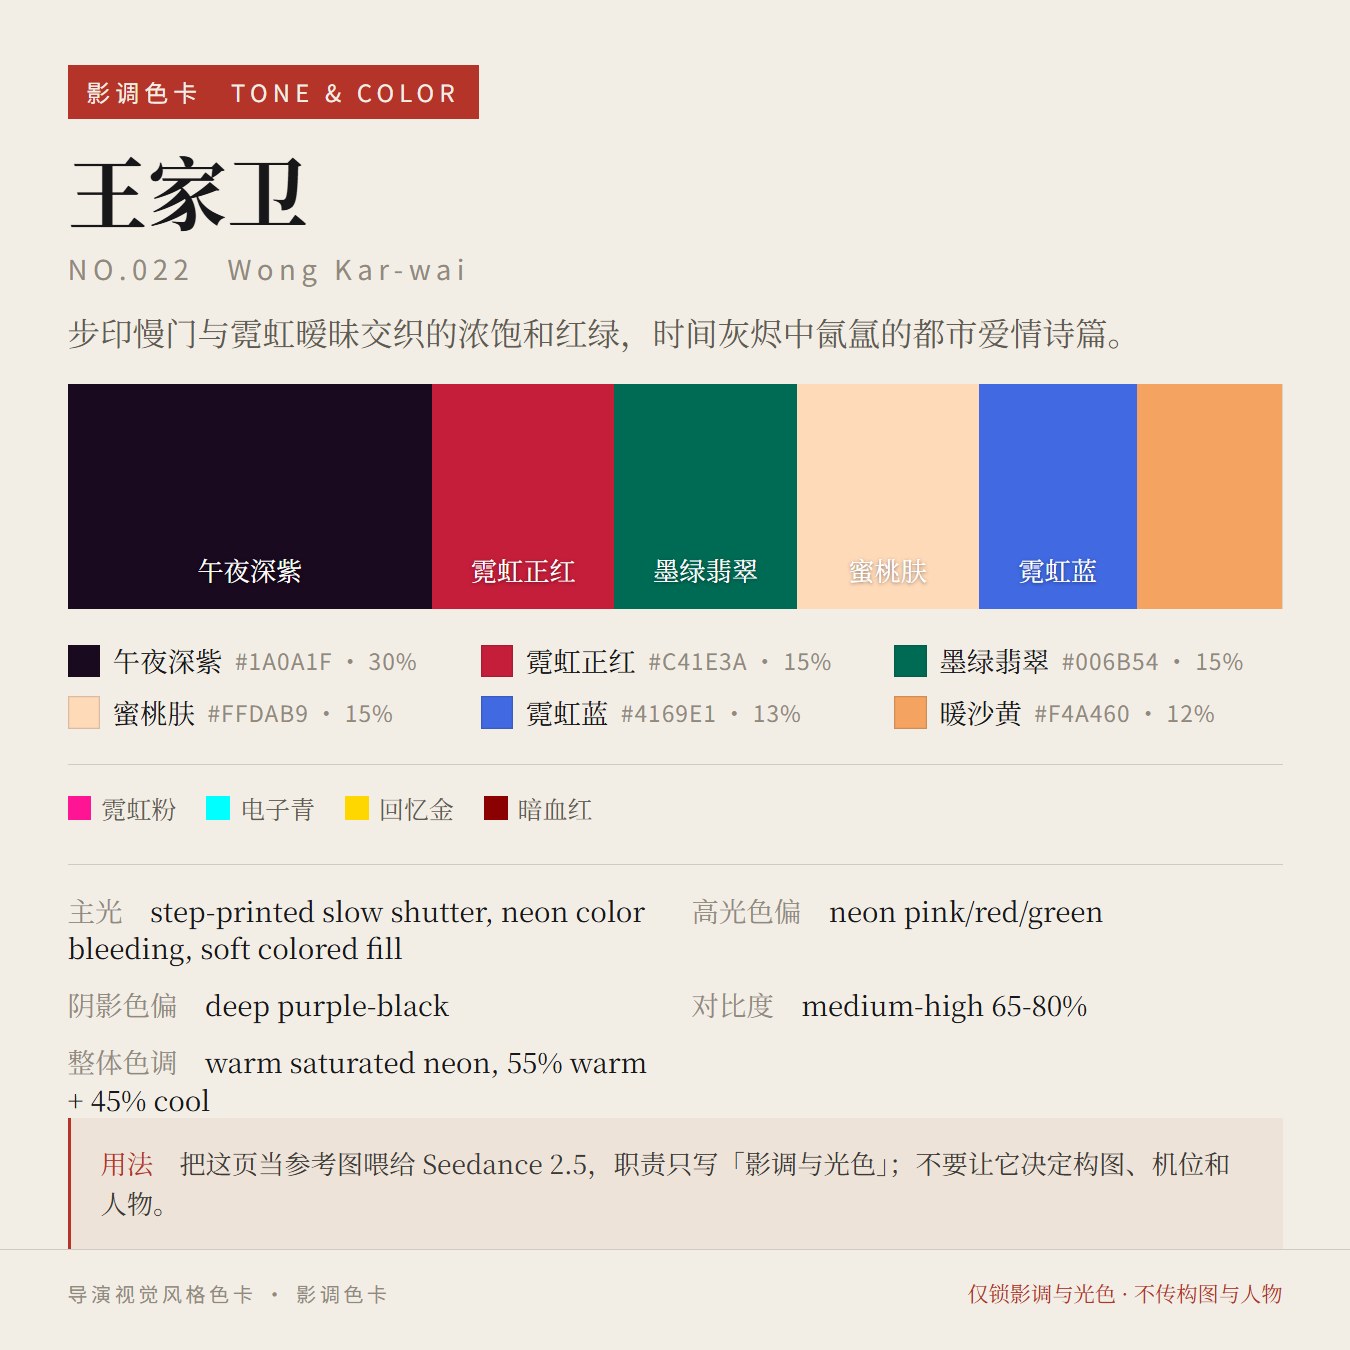 影调色卡 TONE & COLOR
王家卫
NO.022 Wong Kar-wai
步印慢门与霓虹暧昧交织的浓饱和红绿，时间灰烬中氤氲的都市爱情诗篇。
午夜深紫 霓虹正红 墨绿翡翠 蜜桃肤 霓虹蓝
午夜深紫 #1A0A1F · 30% 霓虹正红 #C41E3A · 15% 墨绿翡翠 #006B54 · 15%
蜜桃肤 #FFDAB9 · 15% 霓虹蓝 #4169E1 · 13% 暖沙黄 #F4A460 · 12%
霓虹粉 电子青 回忆金 暗血红
主光 step-printed slow shutter, neon color
bleeding, soft colored fill
高光色偏 neon pink/red/green
阴影色偏 deep purple-black
对比度 medium-high 65-80%
整体色调 warm saturated neon, 55% warm
+ 45% cool
用法 把这页当参考图喂给 Seedance 2.5，职责只写「影调与光色」；不要让它决定构图、机位和
人物。
导演视觉风格色卡 · 影调色卡
仅锁影调与光色 · 不传构图与人物